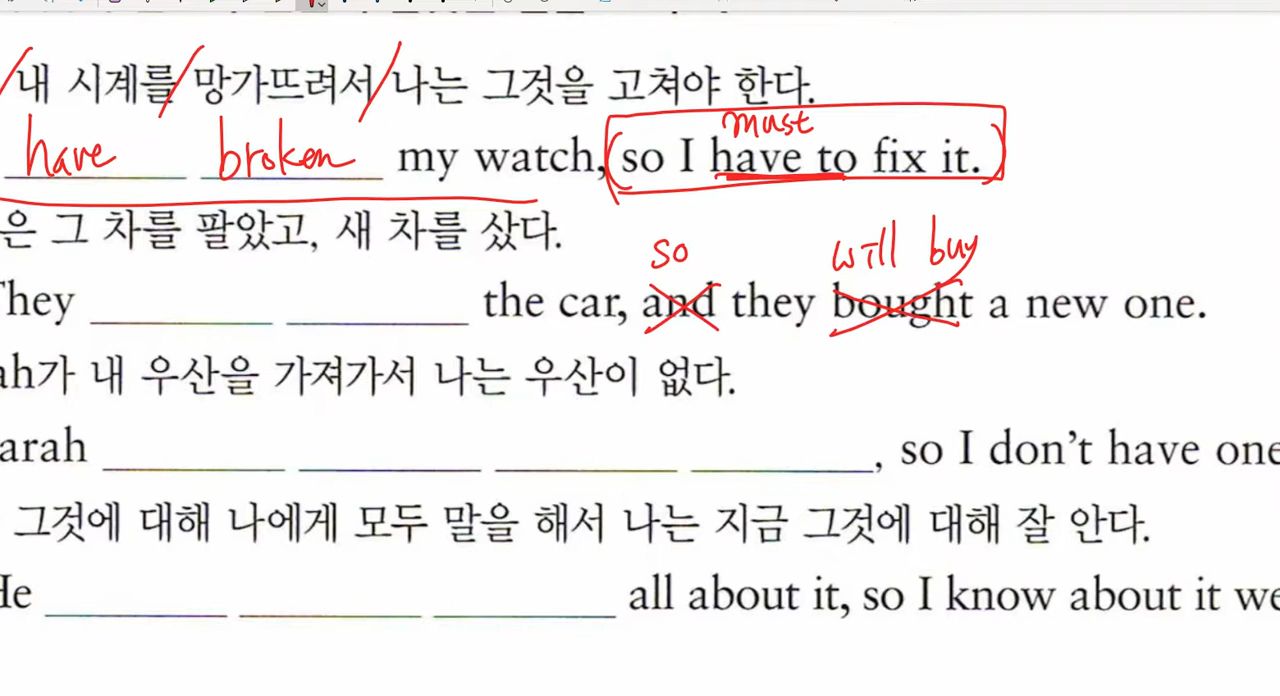 내 시계를 망가뜨려서 나는 그것을 고쳐야 한다.
must
have broken my watch, so I have to fix it.
은 그 차를 팔았고, 새 차를 샀다.
so will buy
They the car, and they bought a new one.
ah가 내 우산을 가져가서 나는 우산이 없다.
arah , so I don't have one
그것에 대해 나에게 모두 말을 해서 나는 지금 그것에 대해 잘 안다.
He all about it, so I know about it we